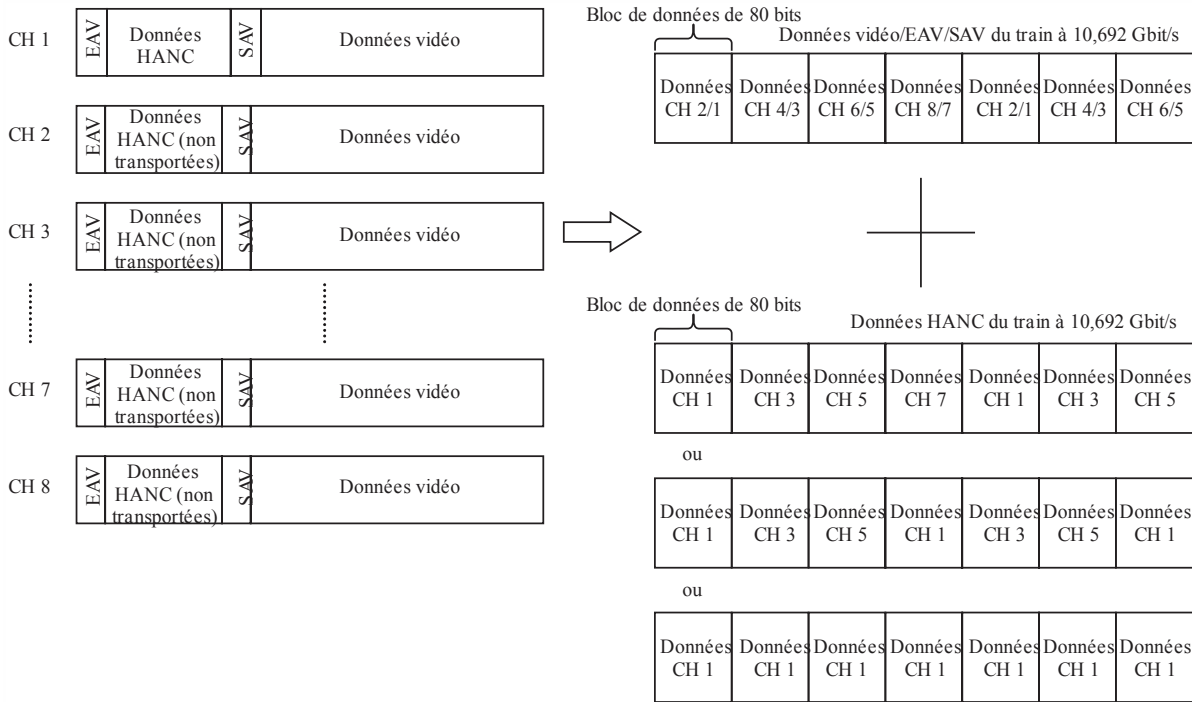 CH 1
EAV
Données
HANC
SAV
Données vidéo
CH 2
EAV
Données
HANC (non
transportées)
SAV
Données vidéo
CH 3
EAV
Données
HANC (non
transportées)
SAV
Données vidéo
CH 7
EAV
Données
HANC (non
transportées)
SAV
Données vidéo
CH 8
EAV
Données
HANC (non
transportées)
SAV
Données vidéo
Bloc de données de 80 bits
Données vidéo/EAV/SAV du train à 10,692 Gbit/s
Données Données Données Données Données Données Données
CH 2/1 CH 4/3 CH 6/5 CH 8/7 CH 2/1 CH 4/3 CH 6/5
Bloc de données de 80 bits
Données HANC du train à 10,692 Gbit/s
Données Données Données Données Données Données Données
CH 1 CH 3 CH 5 CH 7 CH 1 CH 3 CH 5
ou
Données Données Données Données Données Données Données
CH 1 CH 3 CH 5 CH 1 CH 3 CH 5 CH 1
ou
Données Données Données Données Données Données Données
CH 1 CH 1 CH 1 CH 1 CH 1 CH 1 CH 1